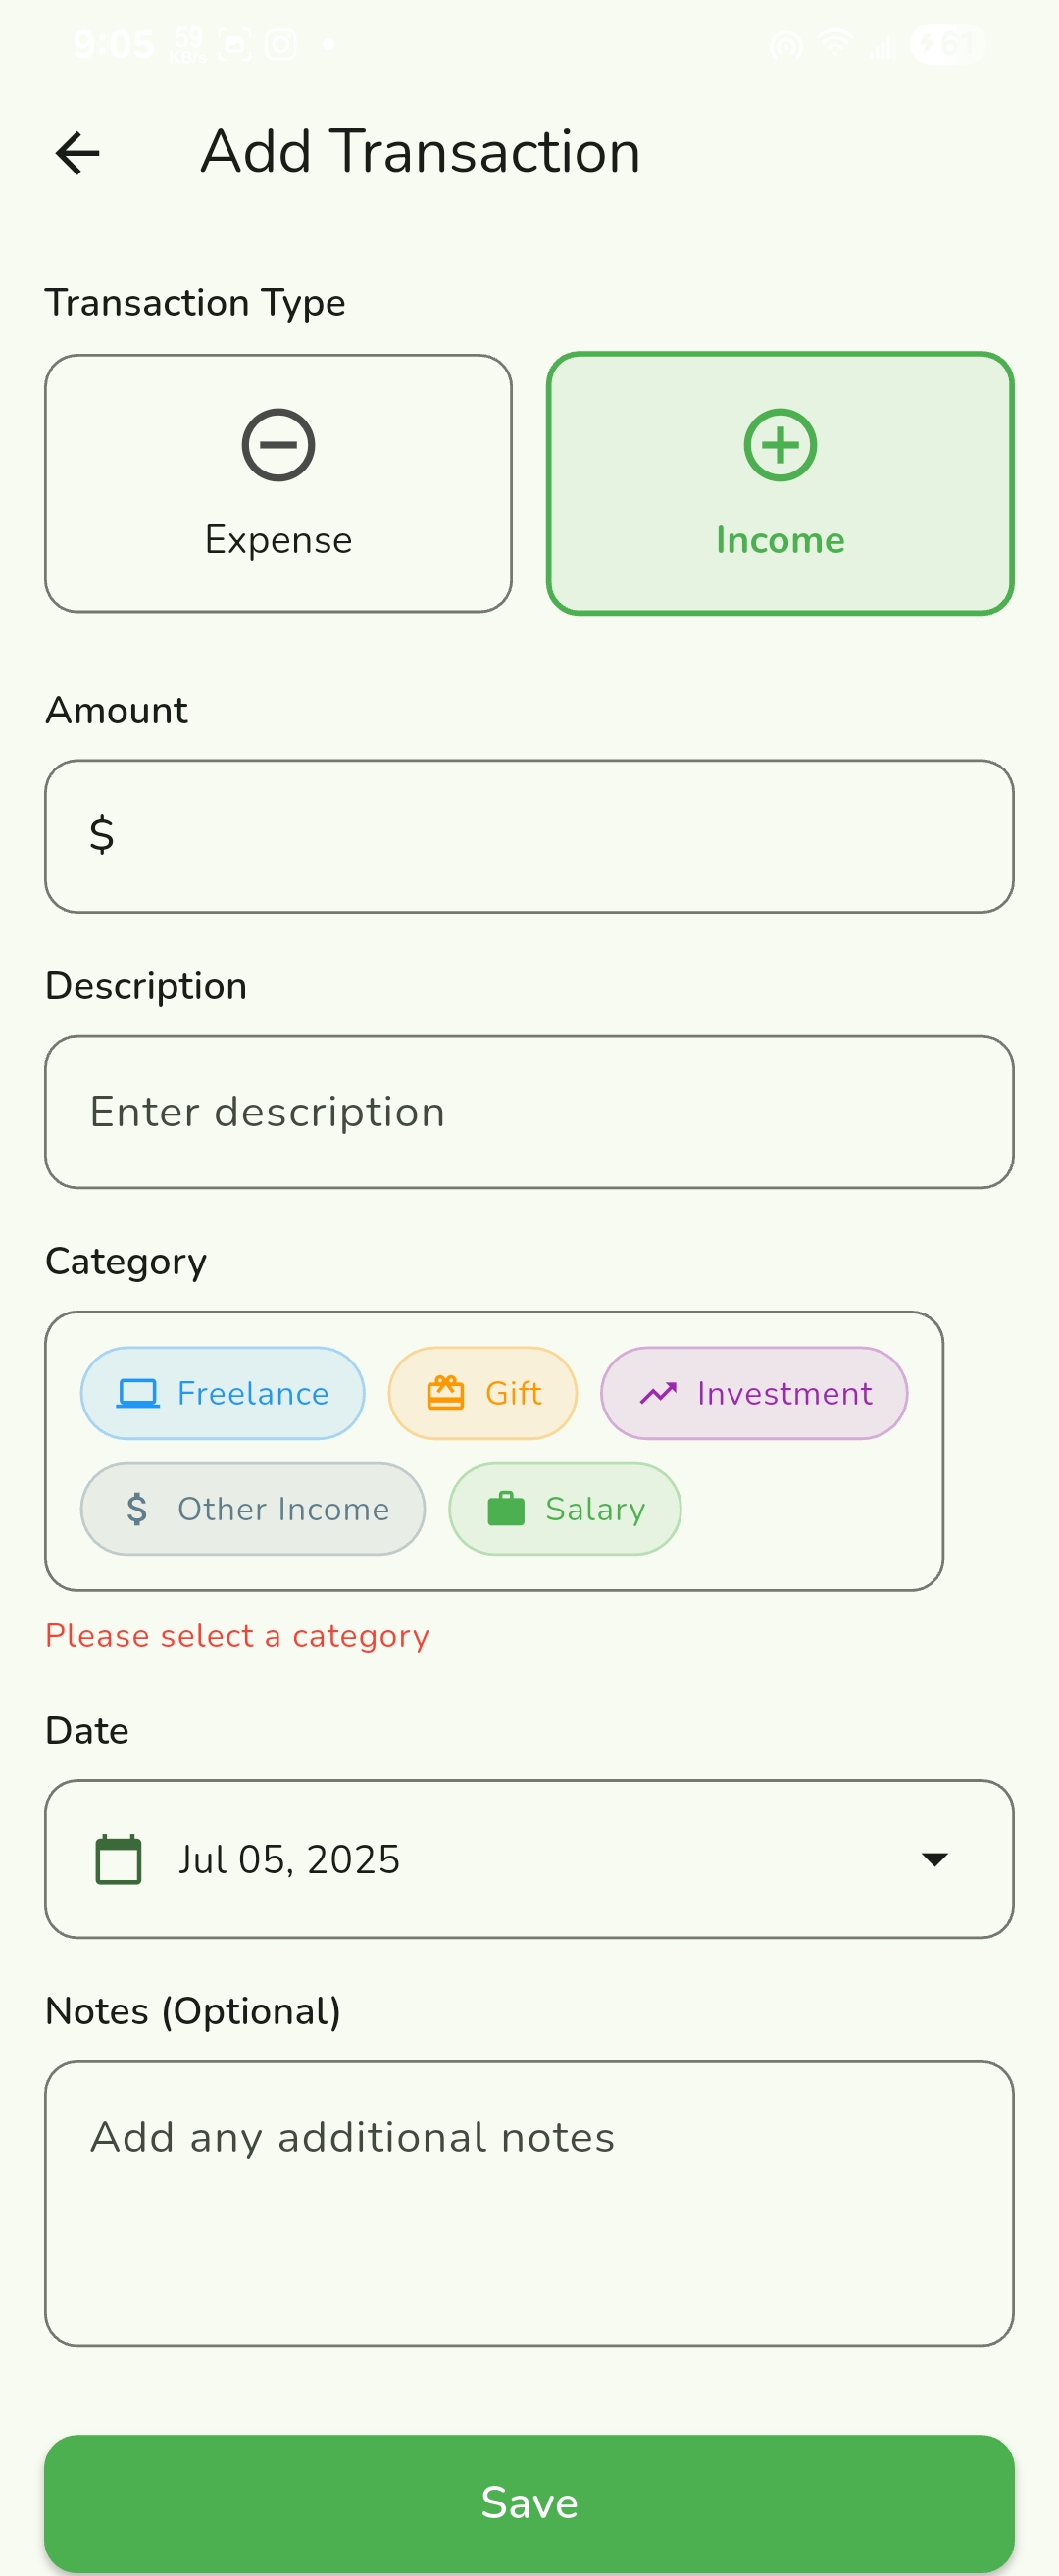 9:05 59 KB/s
Add Transaction
Transaction Type
Expense Income
Amount
$
Description
Enter description
Category
Freelance Gift Investment
$ Other Income Salary
Please select a category
Date
Jul 05, 2025
Notes (Optional)
Add any additional notes
Save